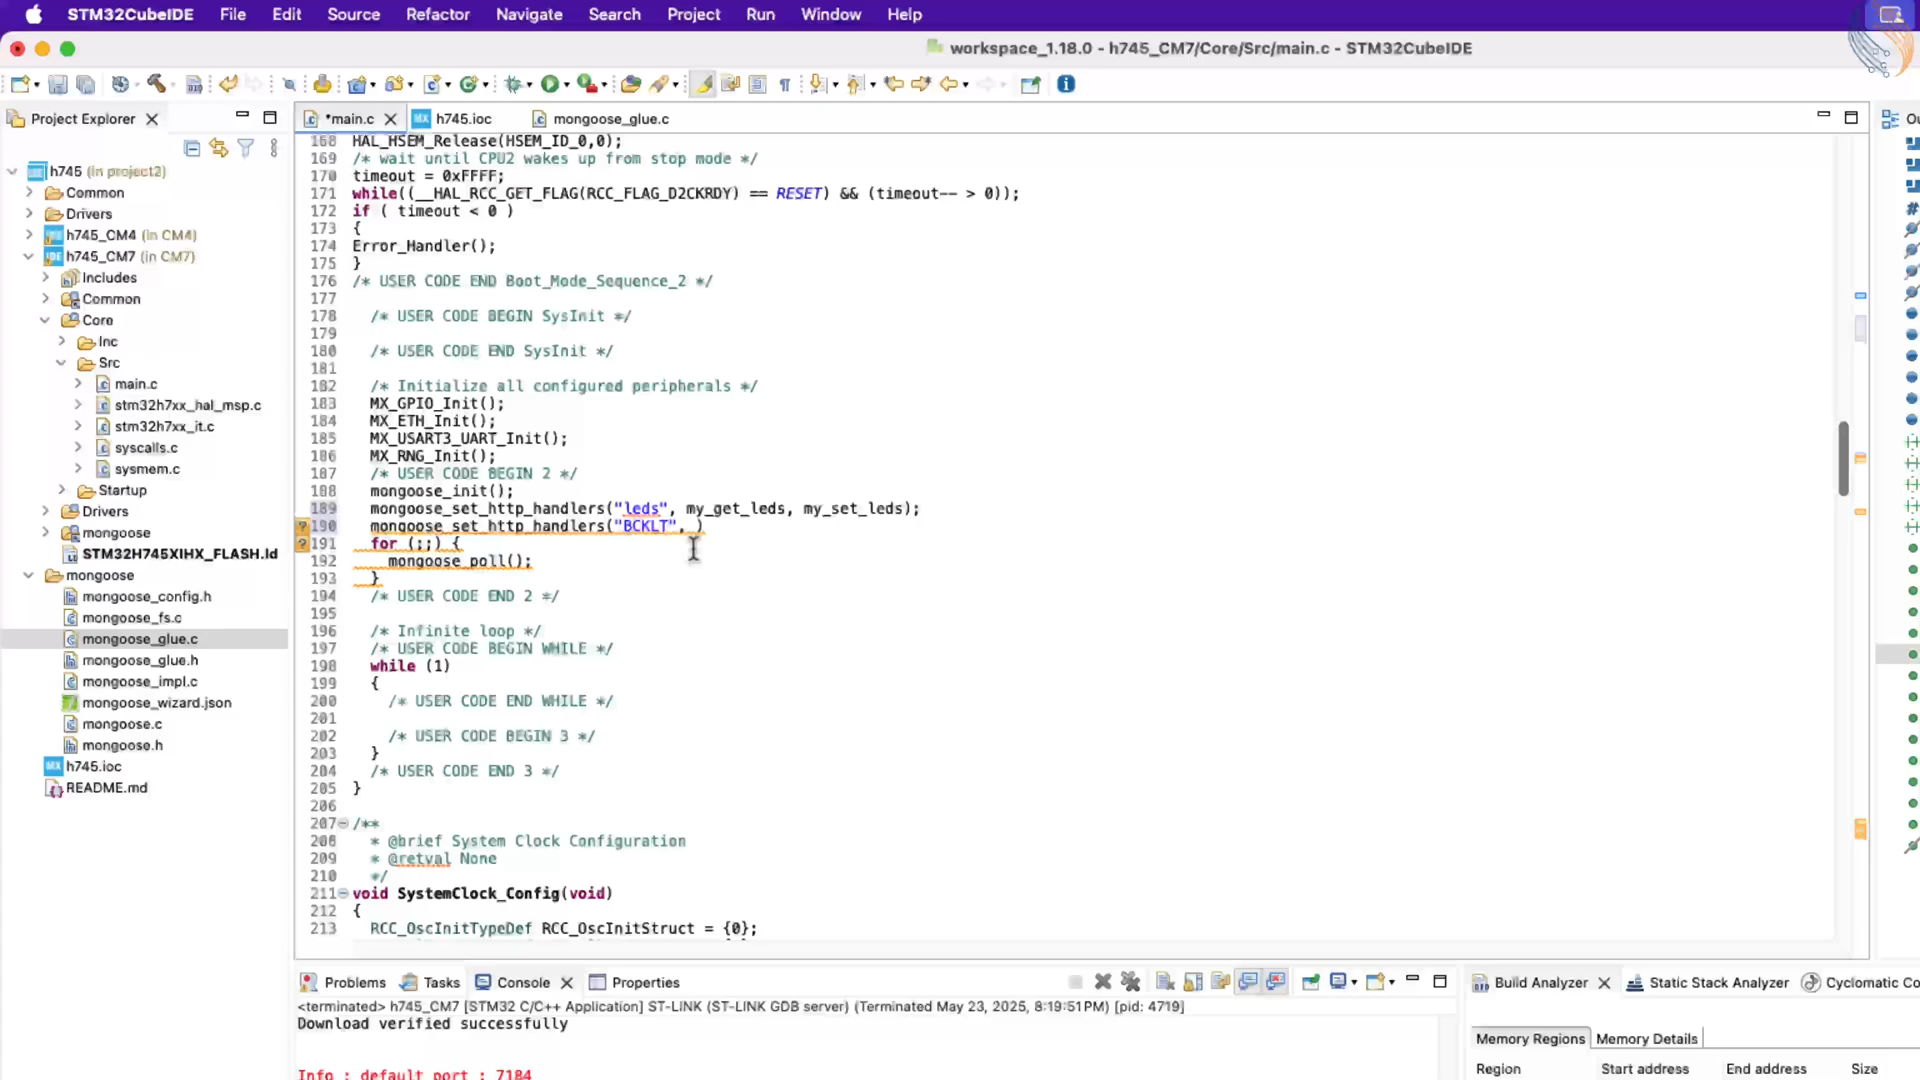 STM32CubeIDE File Edit Source Refactor Navigate Search Project Run Window Help
workspace_1.18.0 - h745_CM7/Core/Src/main.c - STM32CubeIDE
Project Explorer
h745 (in project2)
Common
Drivers
h745_CM4 (in CM4)
h745_CM7 (in CM7)
Includes
Common
Core
Inc
Src
main.c
stm32h7xx_hal_msp.c
stm32h7xx_it.c
syscalls.c
sysmem.c
Startup
Drivers
mongoose
STM32H745XIHX_FLASH.ld
mongoose
mongoose_config.h
mongoose_fs.c
mongoose_glue.c
mongoose_glue.h
mongoose_impl.c
mongoose_wizard.json
mongoose.c
mongoose.h
h745.ioc
README.md
*main.c h745.ioc mongoose_glue.c
168 HAL_HSEM_Release(HSEM_ID_0,0);
169 /* wait until CPU2 wakes up from stop mode */
170 timeout = 0xFFFF;
171 while((__HAL_RCC_GET_FLAG(RCC_FLAG_D2CKRDY) == RESET) && (timeout-- > 0));
172 if ( timeout < 0 )
173 {
174 Error_Handler();
175 }
176 /* USER CODE END Boot_Mode_Sequence_2 */
177
178 /* USER CODE BEGIN SysInit */
179
180 /* USER CODE END SysInit */
181
182 /* Initialize all configured peripherals */
183 MX_GPIO_Init();
184 MX_ETH_Init();
185 MX_USART3_UART_Init();
186 MX_RNG_Init();
187 /* USER CODE BEGIN 2 */
188 mongoose_init();
189 mongoose_set_http_handlers("leds", my_get_leds, my_set_leds);
190 mongoose_set_http_handlers("BCKLT", )
191 for (;;) {
192 mongoose_poll();
193 }
194 /* USER CODE END 2 */
195
196 /* Infinite loop */
197 /* USER CODE BEGIN WHILE */
198 while (1)
199 {
200 /* USER CODE END WHILE */
201
202 /* USER CODE BEGIN 3 */
203 }
204 /* USER CODE END 3 */
205 }
206
207 /**
208 * @brief System Clock Configuration
209 * @retval None
210 */
211 void SystemClock_Config(void)
212 {
213 RCC_OscInitTypeDef RCC_OscInitStruct = {0};
Problems Tasks Console Properties
<terminated> h745_CM7 [STM32 C/C++ Application] ST-LINK (ST-LINK GDB server) (Terminated May 23, 2025, 8:19:51 PM) [pid: 4719]
Download verified successfully
Info : default port : 7184
Build Analyzer Static Stack Analyzer Cyclomatic Co
Memory Regions Memory Details
Region Start address End address Size